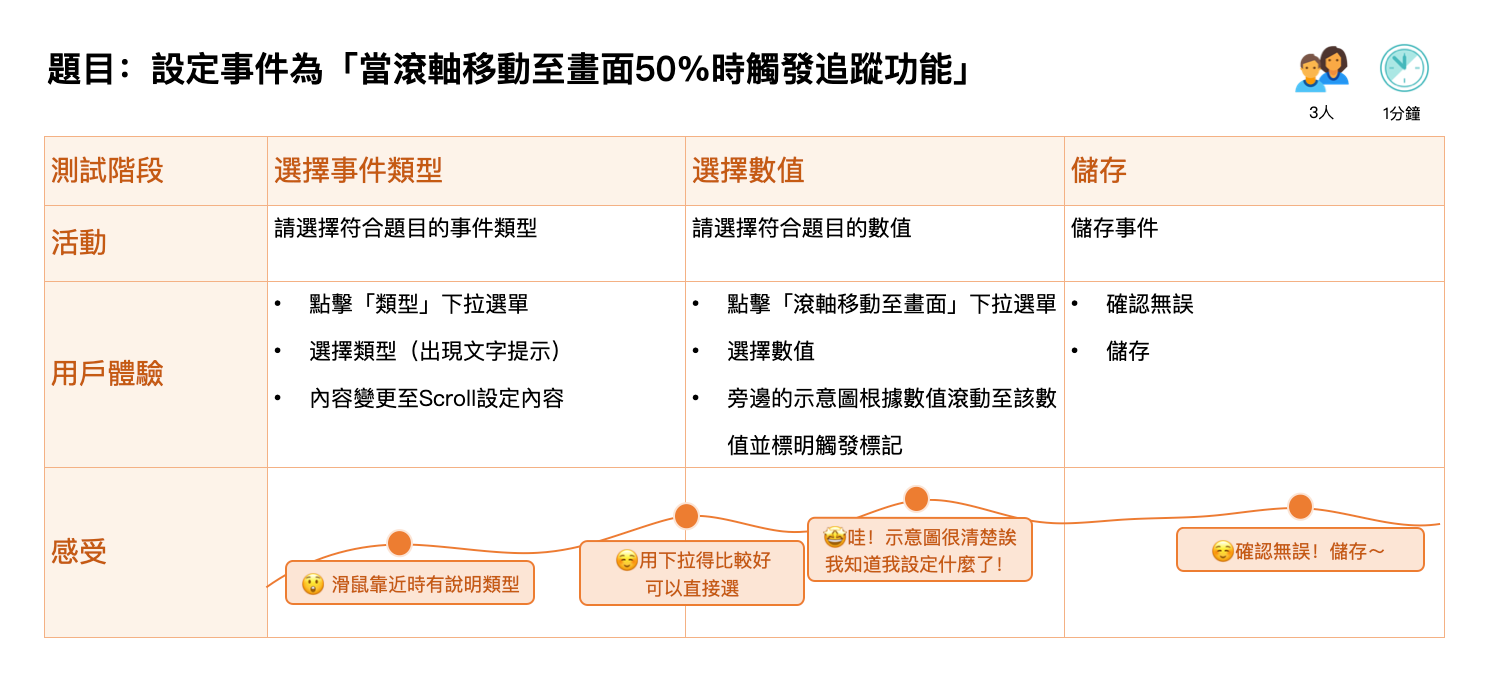 題目：設定事件為「當滾軸移動至畫面50%時觸發追蹤功能」
3人
1分鐘
測試階段
選擇事件類型
選擇數值
儲存
活動
請選擇符合題目的事件類型
請選擇符合題目的數值
儲存事件
用戶體驗
• 點擊「類型」下拉選單
• 選擇類型（出現文字提示）
• 內容變更至Scroll設定內容
• 點擊「滾軸移動至畫面」下拉選單
• 選擇數值
• 旁邊的示意圖根據數值滾動至該數
值並標明觸發標記
• 確認無誤
• 儲存
感受
😲 滑鼠靠近時有說明類型
☺️用下拉得比較好
可以直接選
🤩哇！示意圖很清楚誒
我知道我設定什麼了！
☺️確認無誤！儲存～